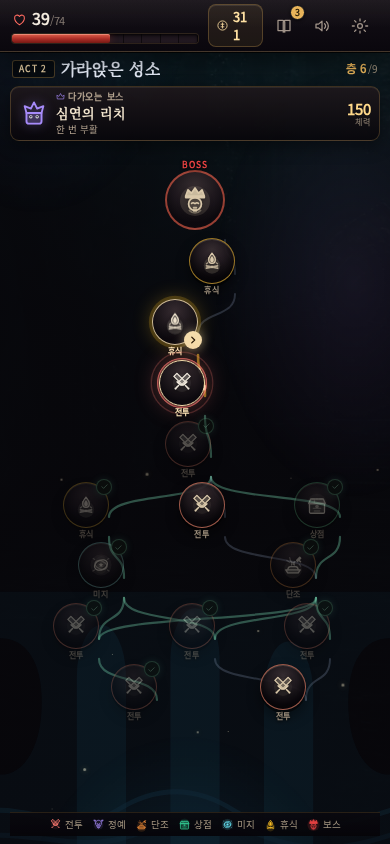 39/74
31
1
3
ACT 2 가라앉은 성소 층 6/9
다가오는 보스
심연의 리치
한 번 부활
150
체력
BOSS
휴식
휴식
전투
전투
휴식 전투 상점
미지 단조
전투 전투 전투
전투 전투
전투 정예 단조 상점 미지 휴식 보스